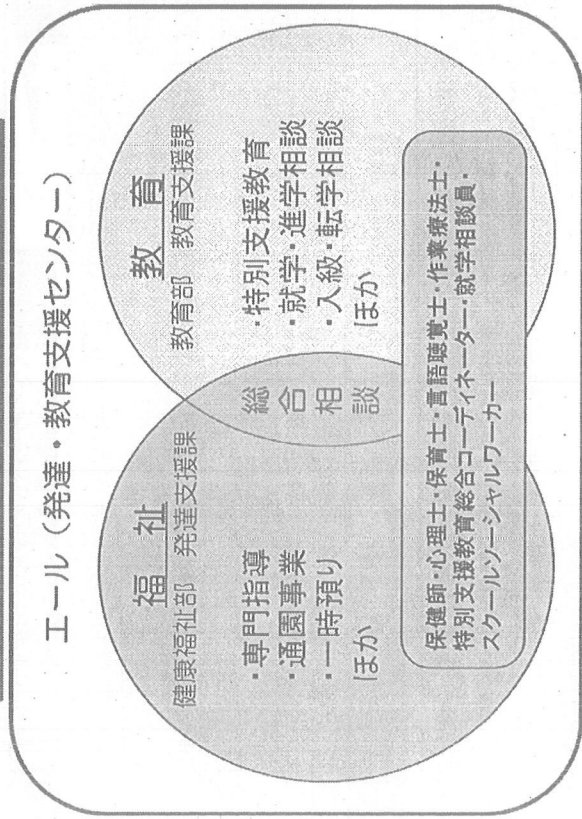 エール（発達・教育支援センター）
福祉
健康福祉部 発達支援課
・専門指導
・通園事業
・一時預り
ほか
総合相談
教育
教育部 教育支援課
・特別支援教育
・就学・進学相談
・入級・転学相談
ほか
保健師・心理士・保育士・言語聴覚士・作業療法士・
特別支援教育総合コーディネーター・就学相談員・
スクールソーシャルワーカー